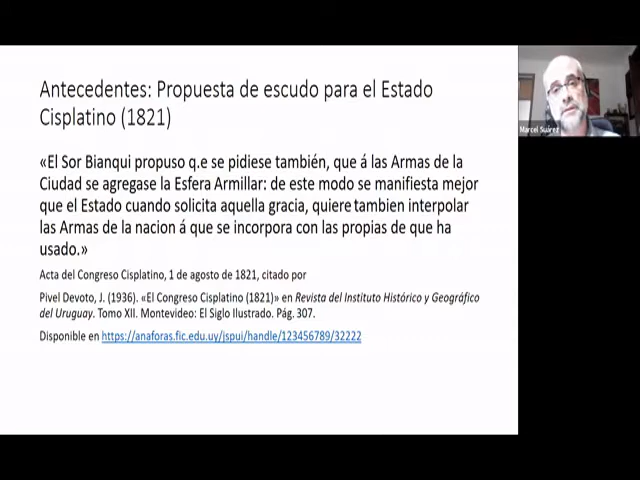 Antecedentes: Propuesta de escudo para el Estado
Cisplatino (1821)
«El Sor Bianqui propuso q.e se pidiese también, que á las Armas de la
Ciudad se agregase la Esfera Armillar: de este modo se manifiesta mejor
que el Estado cuando solicita aquella gracia, quiere tambien interpolar
las Armas de la nacion á que se incorpora con las propias de que ha
usado.»
Acta del Congreso Cisplatino, 1 de agosto de 1821, citado por
Pivel Devoto, J. (1936). «El Congreso Cisplatino (1821)» en Revista del Instituto Histórico y Geográfico
del Uruguay. Tomo XII. Montevideo: El Siglo Ilustrado. Pág. 307.
Disponible en https://anaforas.fic.edu.uy/jspui/handle/123456789/32222
Marcel Suárez